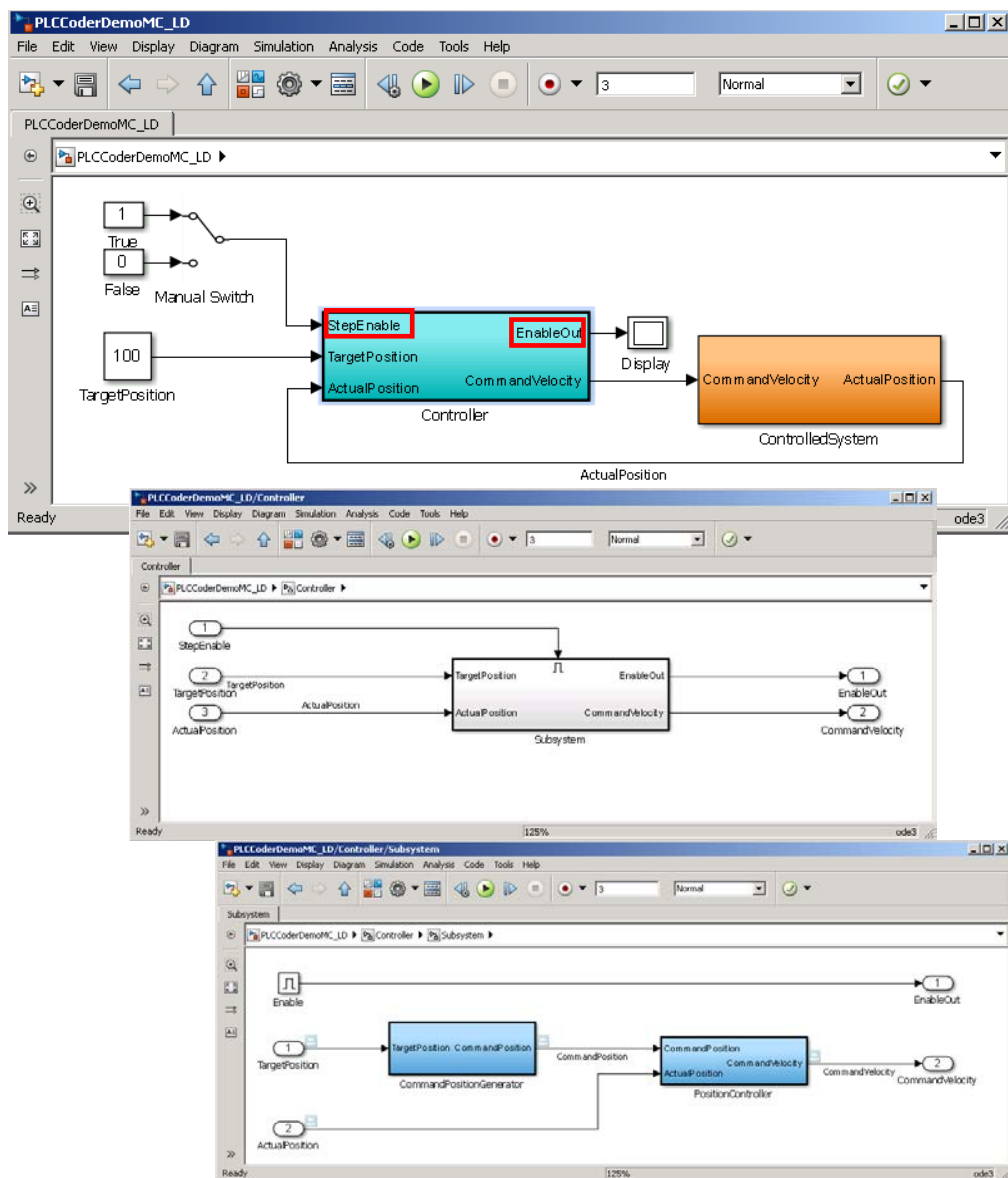 PLCCoderDemoMC_LD
File Edit View Display Diagram Simulation Analysis Code Tools Help
3 Normal
PLCCoderDemoMC_LD
PLCCoderDemoMC_LD
1
True
0
False
Manual Switch
100
TargetPosition
StepEnable
TargetPosition
ActualPosition
EnableOut
CommandVelocity
Controller
Display
CommandVelocity ActualPosition
ControlledSystem
ActualPosition
Ready
ode3
PLCCoderDemoMC_LD/Controller
File Edit View Display Diagram Simulation Analysis Code Tools Help
3 Normal
Controller
PLCCoderDemoMC_LD Controller
1
StepEnable
2
TargetPosition
TargetPosition
3
ActualPosition
ActualPosition
TargetPosition EnableOut
ActualPosition CommandVelocity
Subsystem
1
EnableOut
2
CommandVelocity
Ready 125% ode3
PLCCoderDemoMC_LD/Controller/Subsystem
File Edit View Display Diagram Simulation Analysis Code Tools Help
3 Normal
Subsystem
PLCCoderDemoMC_LD Controller Subsystem
Enable
1
EnableOut
1
TargetPosition
TargetPosition CommandPosition
CommandPositionGenerator
CommandPosition
CommandPosition
CommandVelocity
ActualPosition
PositionController
CommandVelocity
2
CommandVelocity
2
ActualPosition
Ready 125% ode3